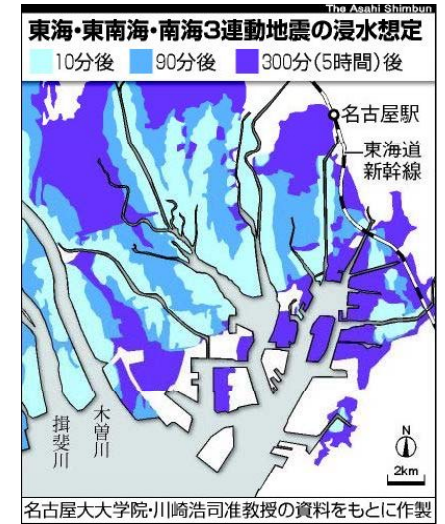 The Asahi Shimbun
東海・東南海・南海3連動地震の浸水想定
10分後 90分後 300分(5時間)後
名古屋駅
東海道
新幹線
揖斐川
木曽川
N
2km
名古屋大大学院・川崎浩司准教授の資料をもとに作製